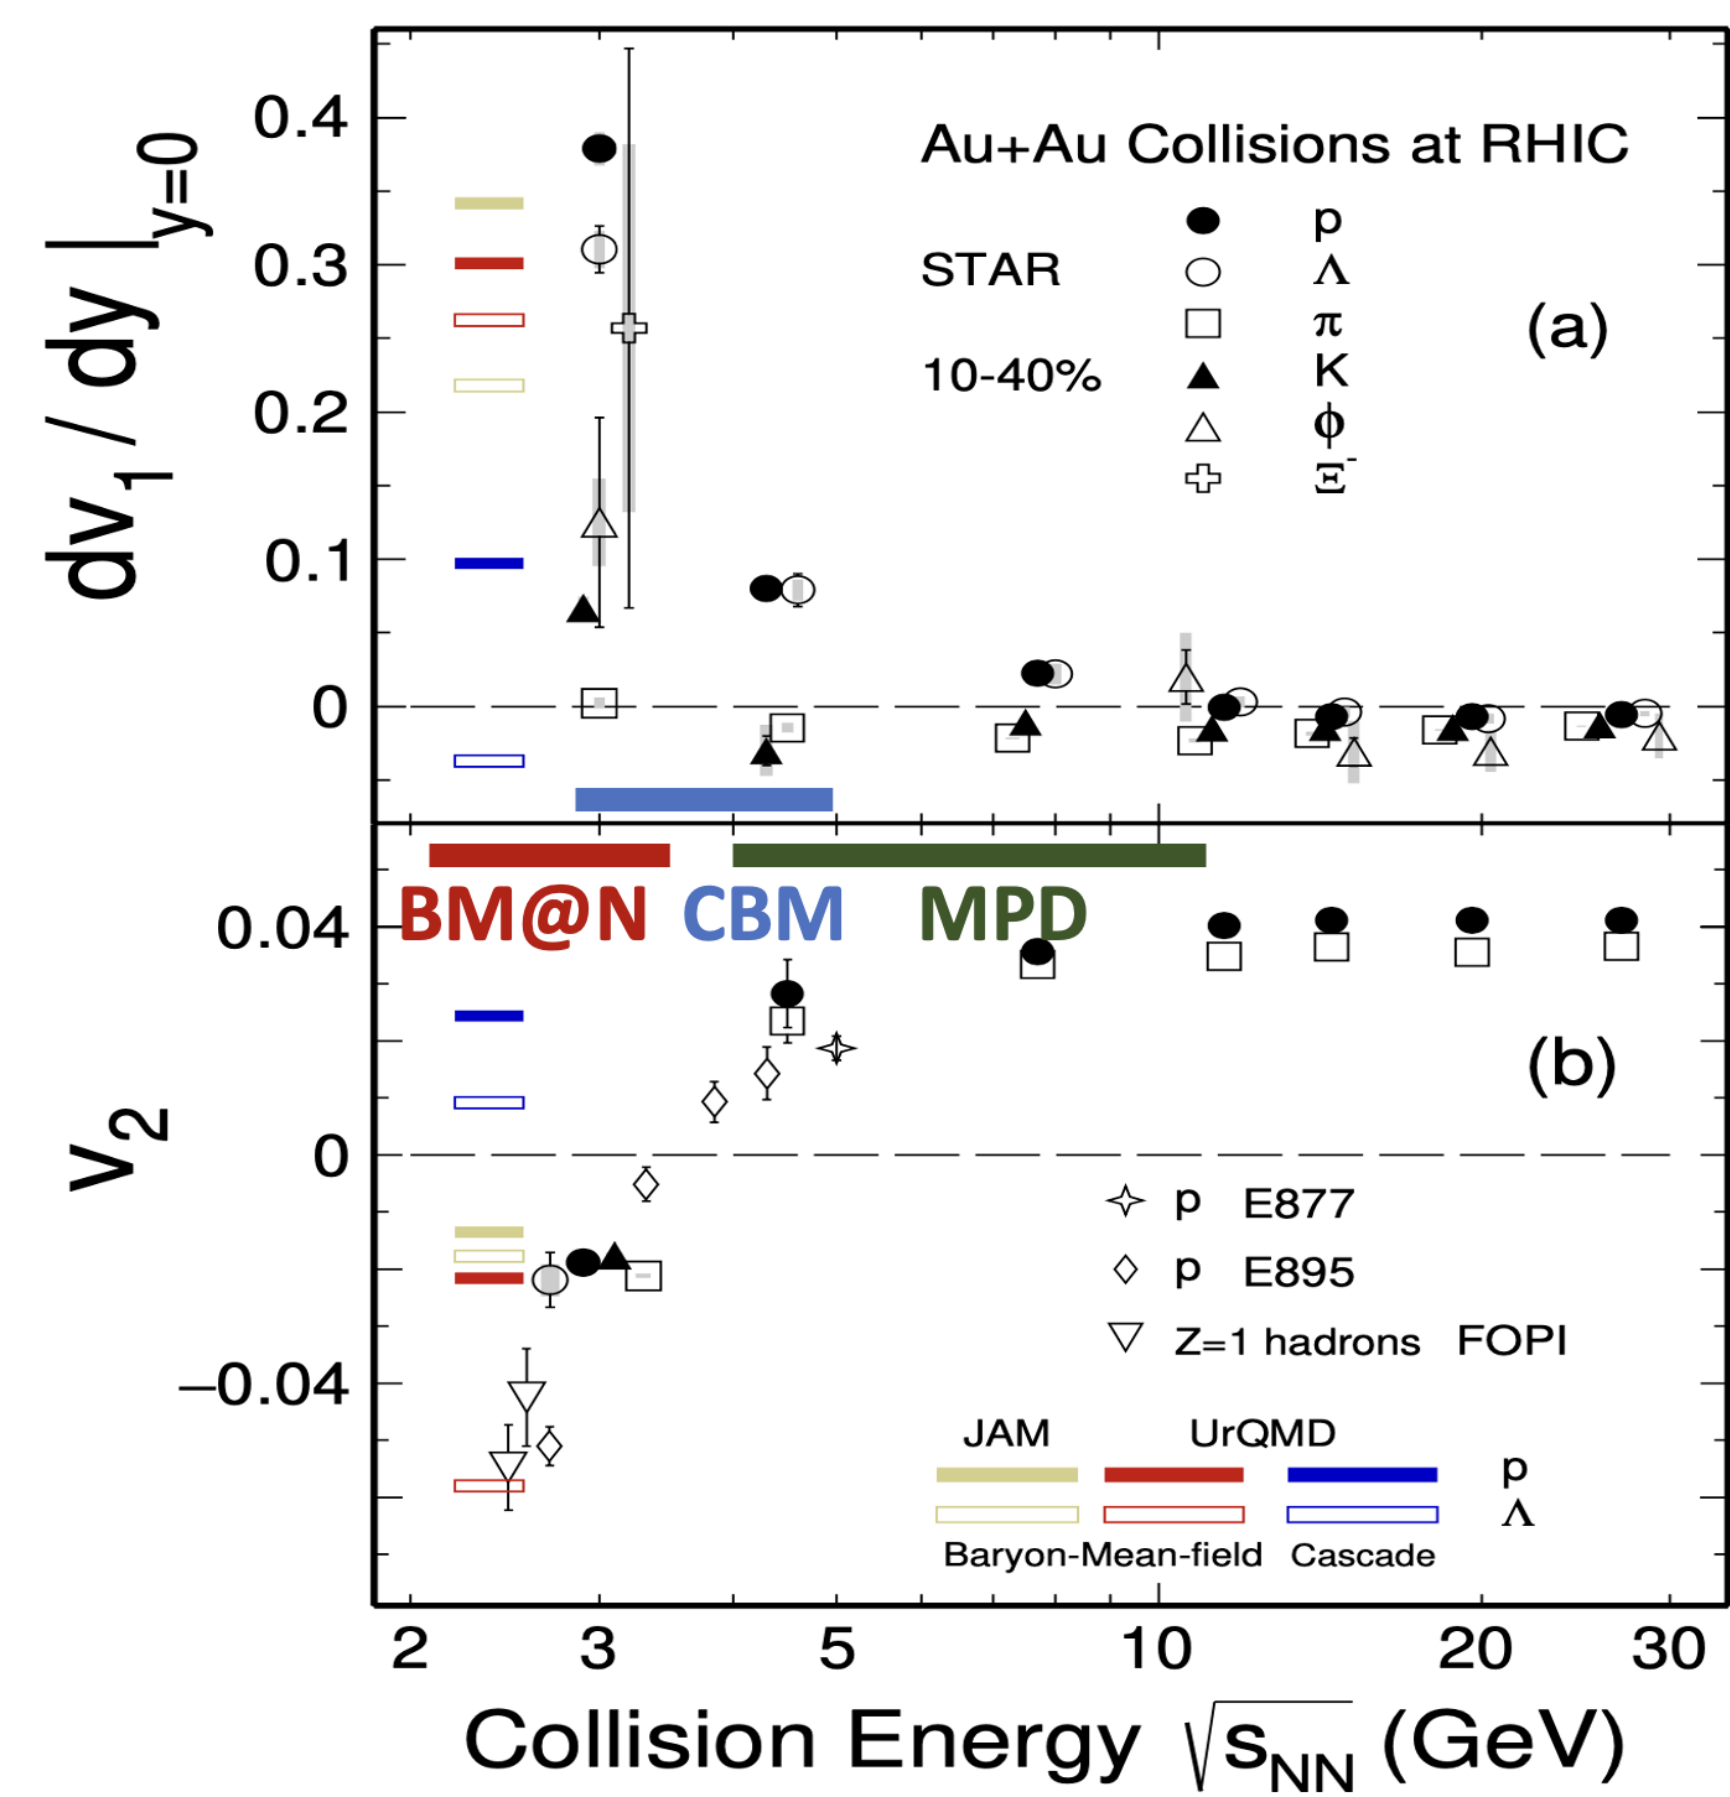 dv₁ / dy |y=0
0.4
0.3
0.2
0.1
0
Au+Au Collisions at RHIC
STAR
10-40%
p
Λ
π
K
ϕ
Ξ⁻
(a)
BM@N CBM MPD
v₂
0.04
0
−0.04
(b)
p E877
p E895
Z=1 hadrons FOPI
JAM UrQMD
p
Λ
Baryon-Mean-field Cascade
2 3 5 10 20 30
Collision Energy √sNN (GeV)